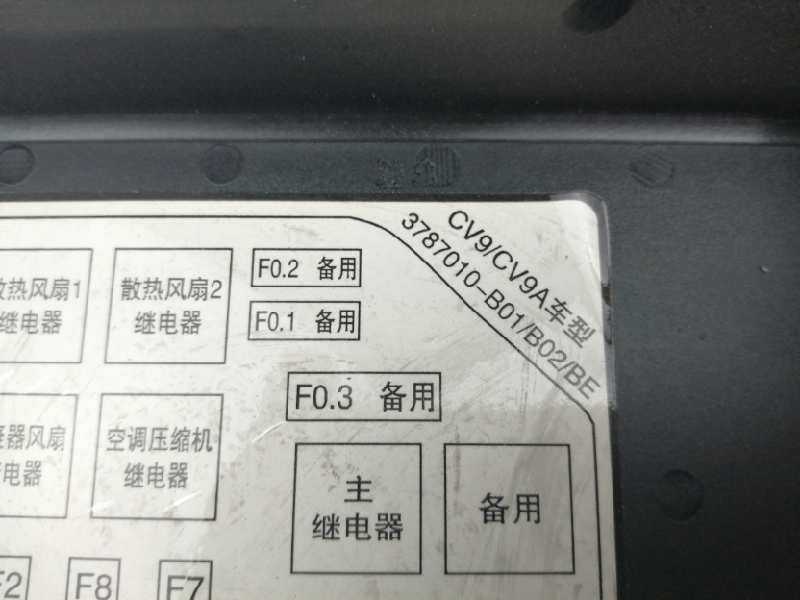 CV9/CV9A车型
3787010-B01/B02/BE
热风扇1
继电器
散热风扇2
继电器
F0.2 备用
F0.1 备用
F0.3 备用
器风扇
电器
空调压缩机
继电器
主
继电器
备用
F2
F8
F7